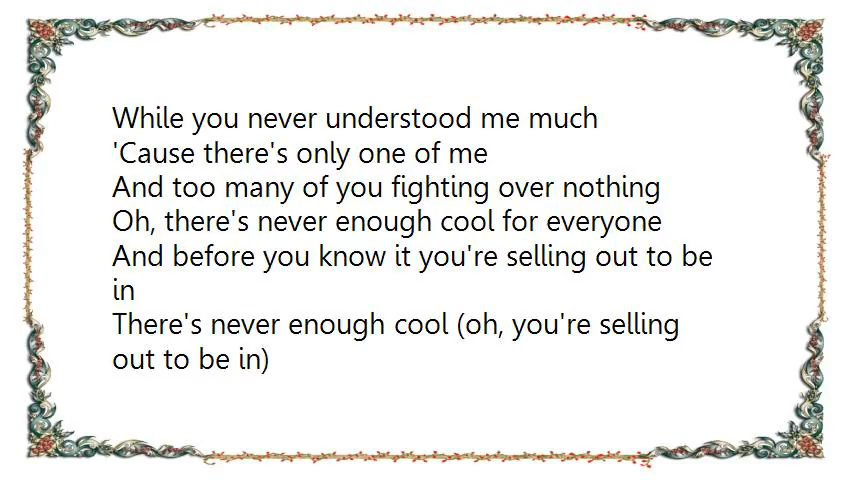 While you never understood me much
'Cause there's only one of me
And too many of you fighting over nothing
Oh, there's never enough cool for everyone
And before you know it you're selling out to be
in
There's never enough cool (oh, you're selling
out to be in)